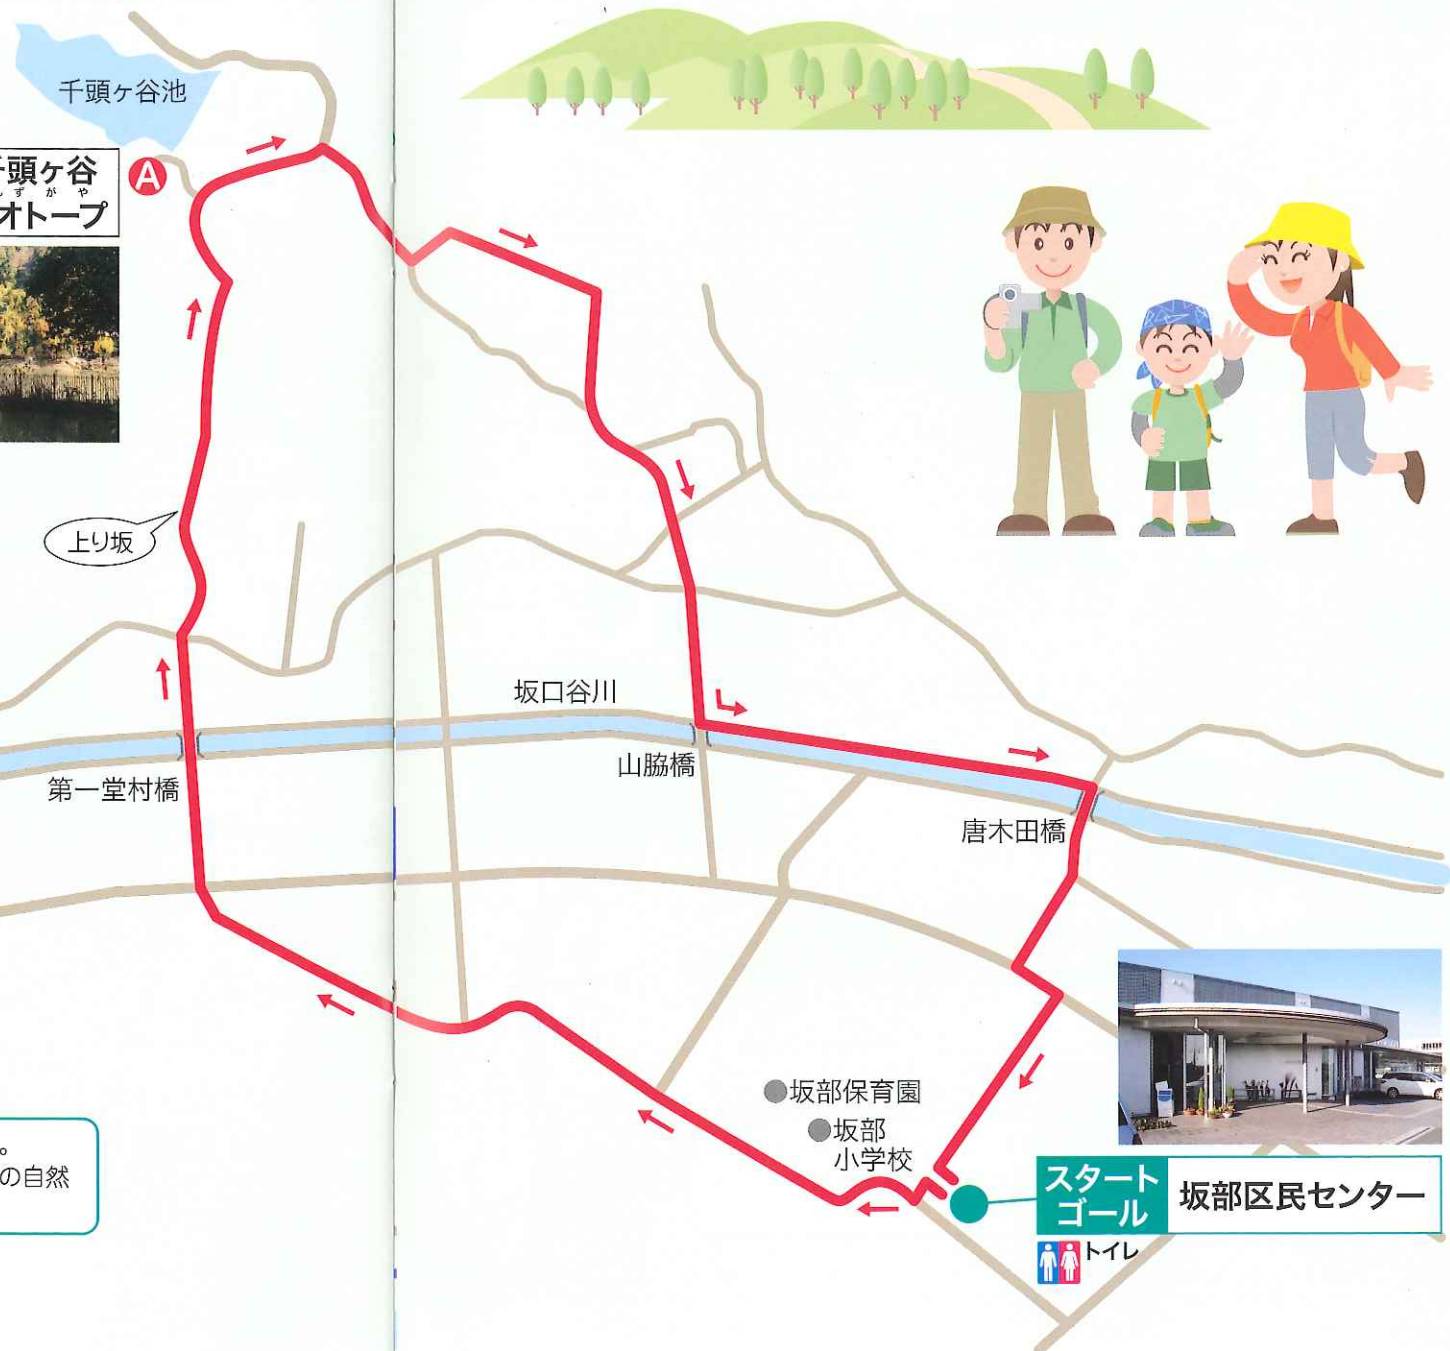 千頭ヶ谷池
頭ヶ谷
ずがや
オトープ
A
上り坂
坂口谷川
山脇橋
第一堂村橋
唐木田橋
坂部保育園
坂部
小学校
スタート
ゴール
坂部区民センター
トイレ
。
の自然